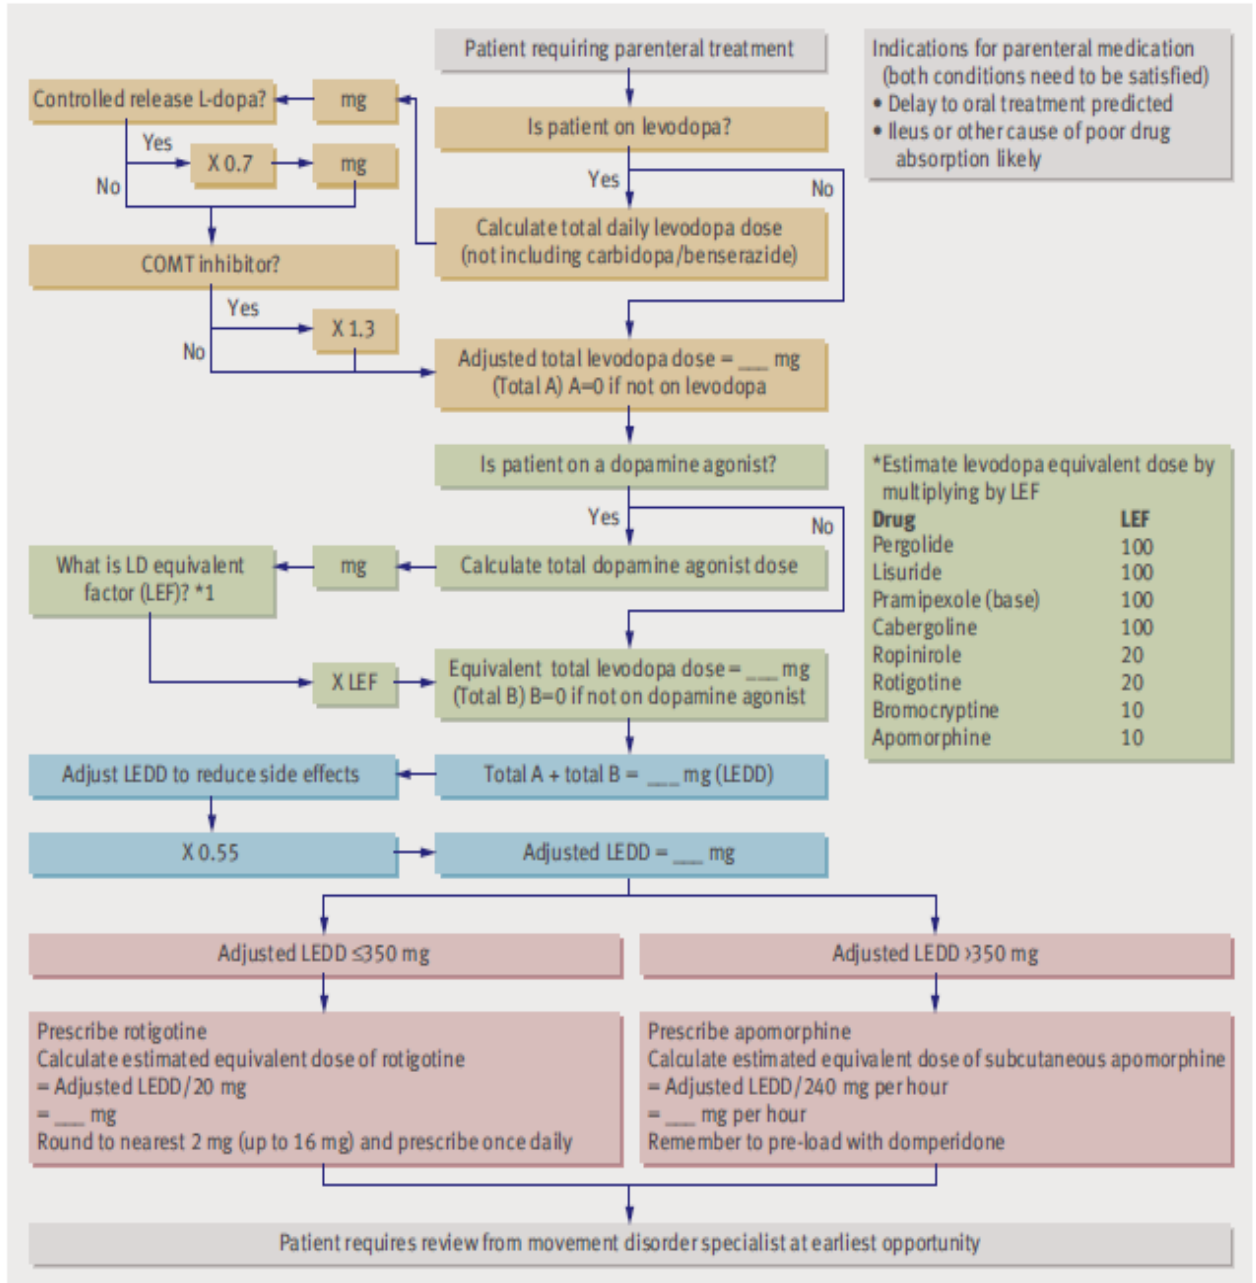 Patient requiring parenteral treatment
Indications for parenteral medication
(both conditions need to be satisfied)
• Delay to oral treatment predicted
• Ileus or other cause of poor drug
absorption likely
Controlled release L-dopa?
mg
Is patient on levodopa?
Yes
X 0.7
mg
No
Yes
No
Calculate total daily levodopa dose
(not including carbidopa/benserazide)
COMT inhibitor?
Yes
X 1.3
No
Adjusted total levodopa dose = ___ mg
(Total A) A=0 if not on levodopa
Is patient on a dopamine agonist?
Yes
No
*Estimate levodopa equivalent dose by
multiplying by LEF
Drug LEF
Pergolide 100
Lisuride 100
Pramipexole (base) 100
Cabergoline 100
Ropinirole 20
Rotigotine 20
Bromocryptine 10
Apomorphine 10
What is LD equivalent
factor (LEF)? *1
mg
Calculate total dopamine agonist dose
X LEF
Equivalent total levodopa dose = ___ mg
(Total B) B=0 if not on dopamine agonist
Adjust LEDD to reduce side effects
Total A + total B = ___ mg (LEDD)
X 0.55
Adjusted LEDD = ___ mg
Adjusted LEDD ≤350 mg
Adjusted LEDD >350 mg
Prescribe rotigotine
Calculate estimated equivalent dose of rotigotine
= Adjusted LEDD/20 mg
= ___ mg
Round to nearest 2 mg (up to 16 mg) and prescribe once daily
Prescribe apomorphine
Calculate estimated equivalent dose of subcutaneous apomorphine
= Adjusted LEDD/240 mg per hour
= ___ mg per hour
Remember to pre-load with domperidone
Patient requires review from movement disorder specialist at earliest opportunity